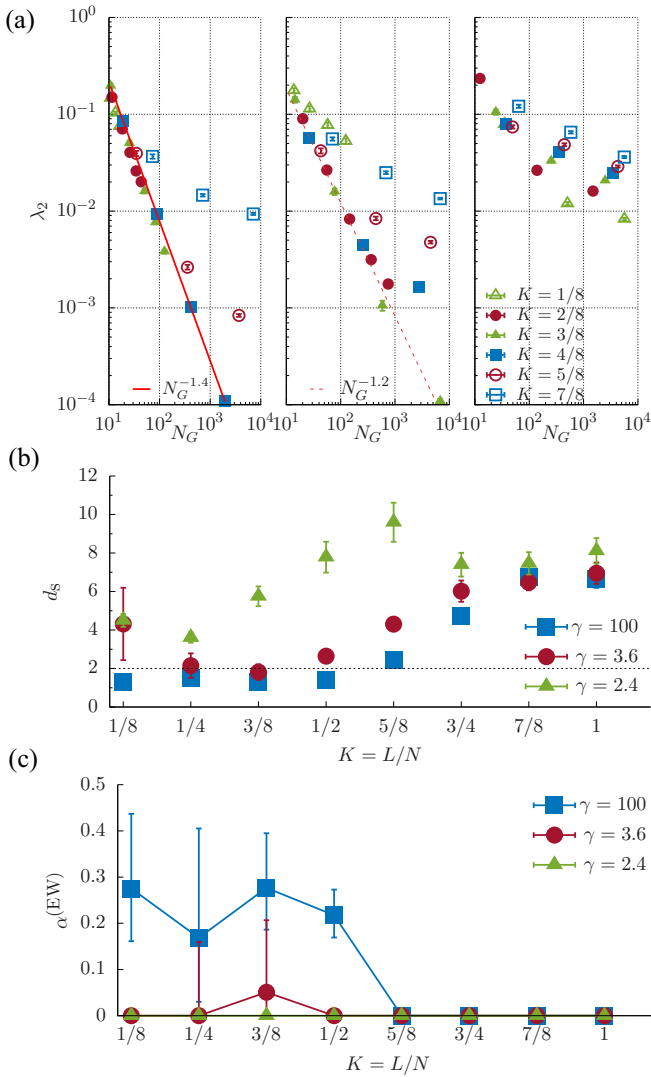 (a)
10^0
10^{-1}
10^{-2}
10^{-3}
10^{-4}
λ_2
N_G^{-1.4}
N_G^{-1.2}
K = 1/8
K = 2/8
K = 3/8
K = 4/8
K = 5/8
K = 7/8
10^1 10^2 10^3 10^4 10^1 10^2 10^3 10^4 10^2 10^3 10^4
N_G N_G N_G
(b)
12
10
8
6
4
2
0
d_s
γ = 100
γ = 3.6
γ = 2.4
1/8 1/4 3/8 1/2 5/8 3/4 7/8 1
K = L/N
(c)
0.5
0.4
0.3
0.2
0.1
0
α^{(EW)}
γ = 100
γ = 3.6
γ = 2.4
1/8 1/4 3/8 1/2 5/8 3/4 7/8 1
K = L/N